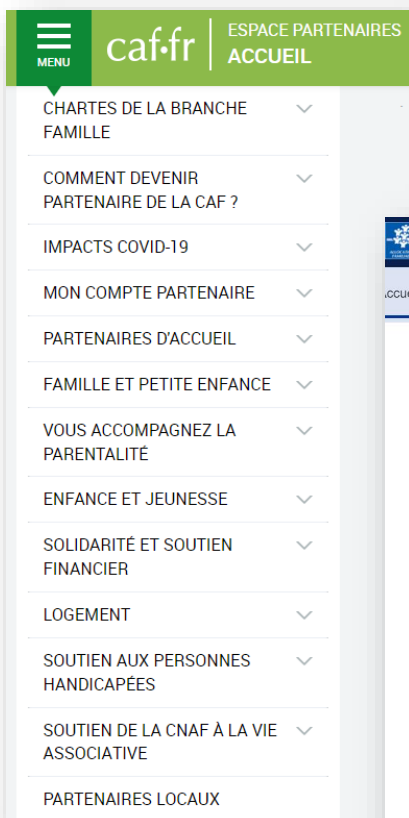 MENU
caf.fr
ESPACE PARTENAIRES
ACCUEIL
CHARTES DE LA BRANCHE
FAMILLE
COMMENT DEVENIR
PARTENAIRE DE LA CAF ?
IMPACTS COVID-19
MON COMPTE PARTENAIRE
PARTENAIRES D'ACCUEIL
FAMILLE ET PETITE ENFANCE
VOUS ACCOMPAGNEZ LA
PARENTALITÉ
ENFANCE ET JEUNESSE
SOLIDARITÉ ET SOUTIEN
FINANCIER
LOGEMENT
SOUTIEN AUX PERSONNES
HANDICAPÉES
SOUTIEN DE LA CNAF À LA VIE
ASSOCIATIVE
PARTENAIRES LOCAUX